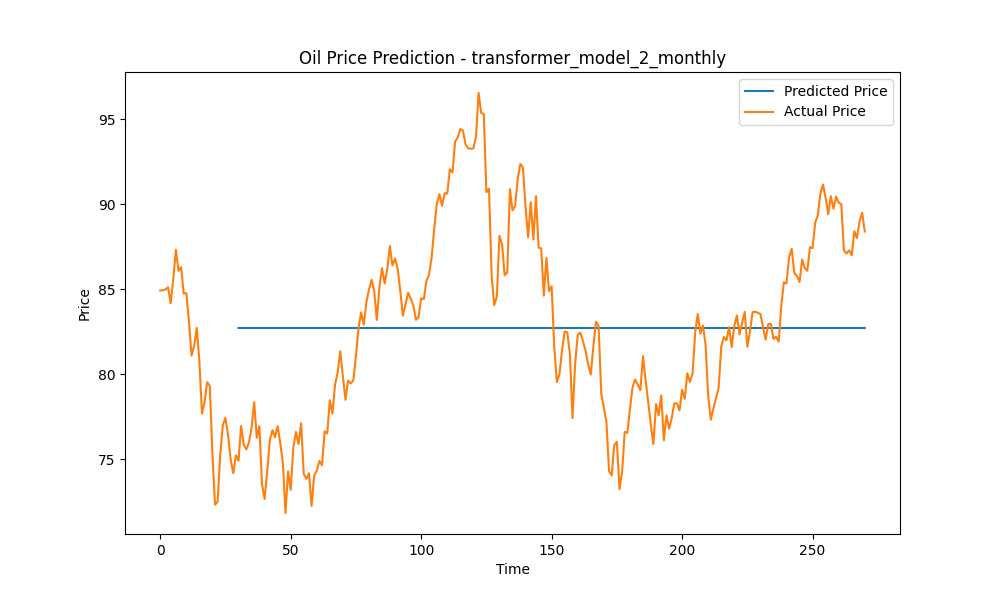 Oil Price Prediction - transformer_model_2_monthly
Predicted Price
Actual Price
95
90
85
80
75
Price
0 50 100 150 200 250
Time